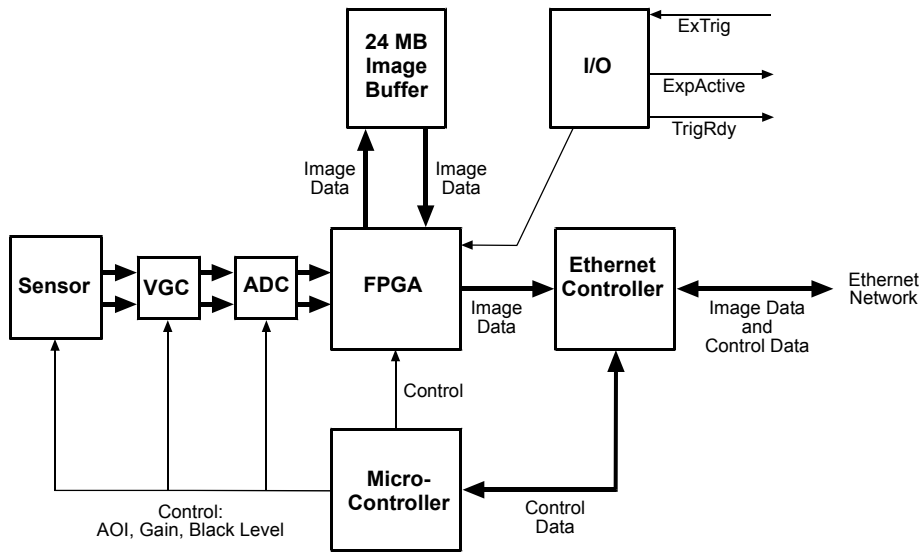 24 MB
Image
Buffer
I/O
ExTrig
ExpActive
TrigRdy
Image
Data
Image
Data
Sensor
VGC
ADC
FPGA
Image
Data
Ethernet
Controller
Image Data
and
Control Data
Ethernet
Network
Control
Micro-
Controller
Control
Data
Control:
AOI, Gain, Black Level